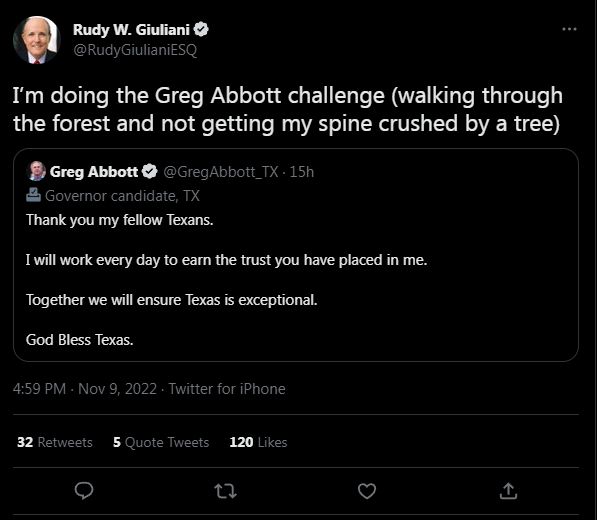 Rudy W. Giuliani
@RudyGiulianiESQ
I'm doing the Greg Abbott challenge (walking through
the forest and not getting my spine crushed by a tree)
Greg Abbott @GregAbbott_TX · 15h
Governor candidate, TX
Thank you my fellow Texans.
I will work every day to earn the trust you have placed in me.
Together we will ensure Texas is exceptional.
God Bless Texas.
4:59 PM · Nov 9, 2022 · Twitter for iPhone
32 Retweets 5 Quote Tweets 120 Likes